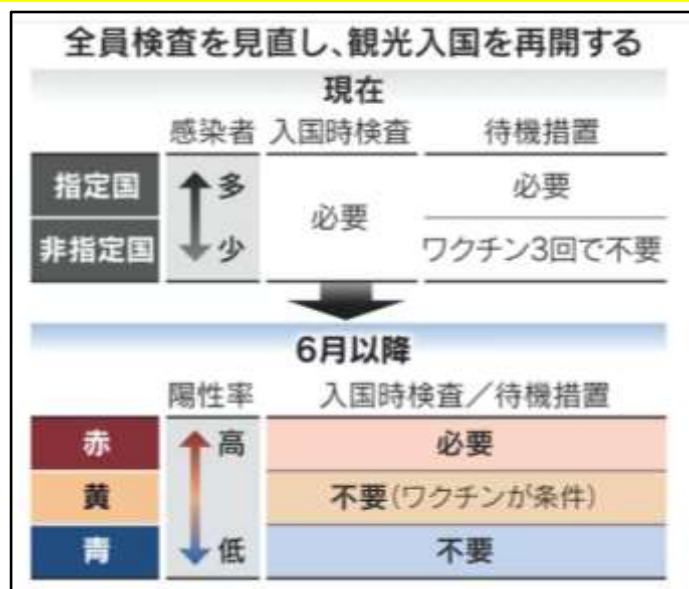 全員検査を見直し、観光入国を再開する
現在
感染者 入国時検査 待機措置
指定国 多 必要 必要
非指定国 少 ワクチン3回で不要
6月以降
陽性率 入国時検査/待機措置
赤 高 必要
黄 不要(ワクチンが条件)
青 低 不要